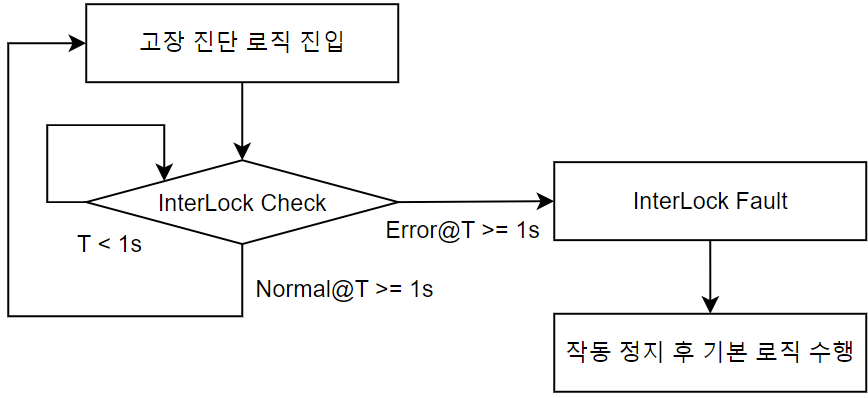 고장 진단 로직 진입
InterLock Check
InterLock Fault
T < 1s
Error@T >= 1s
Normal@T >= 1s
작동 정지 후 기본 로직 수행